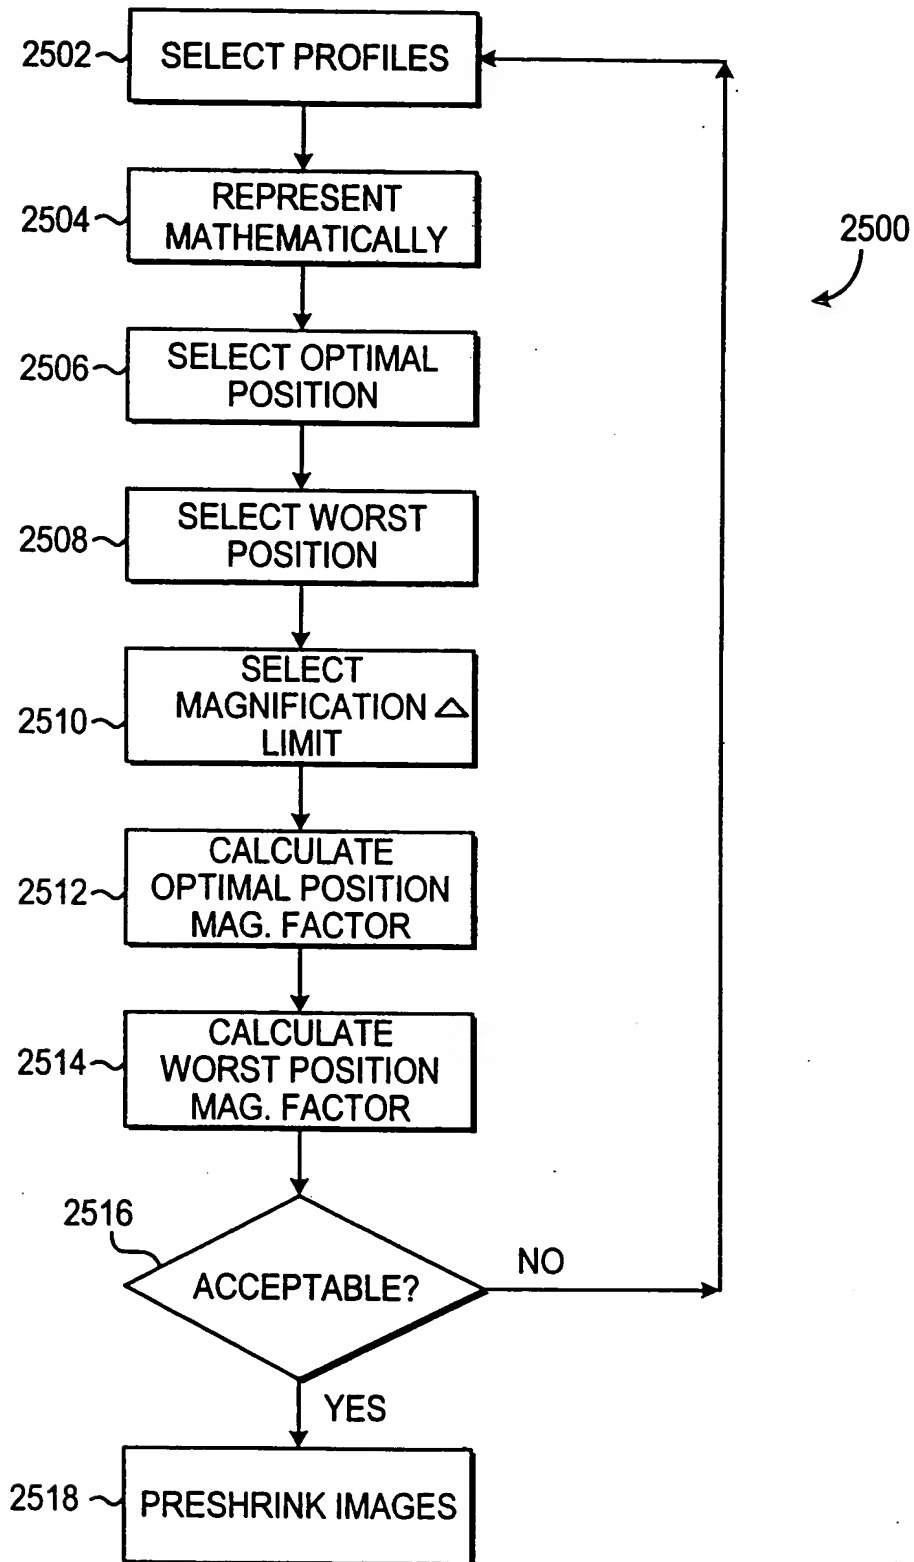 2502 SELECT PROFILES
2504 REPRESENT
MATHEMATICALLY
2500
2506 SELECT OPTIMAL
POSITION
2508 SELECT WORST
POSITION
2510 SELECT
MAGNIFICATION △
LIMIT
2512 CALCULATE
OPTIMAL POSITION
MAG. FACTOR
2514 CALCULATE
WORST POSITION
MAG. FACTOR
2516
ACCEPTABLE?
NO
YES
2518 PRESHRINK IMAGES